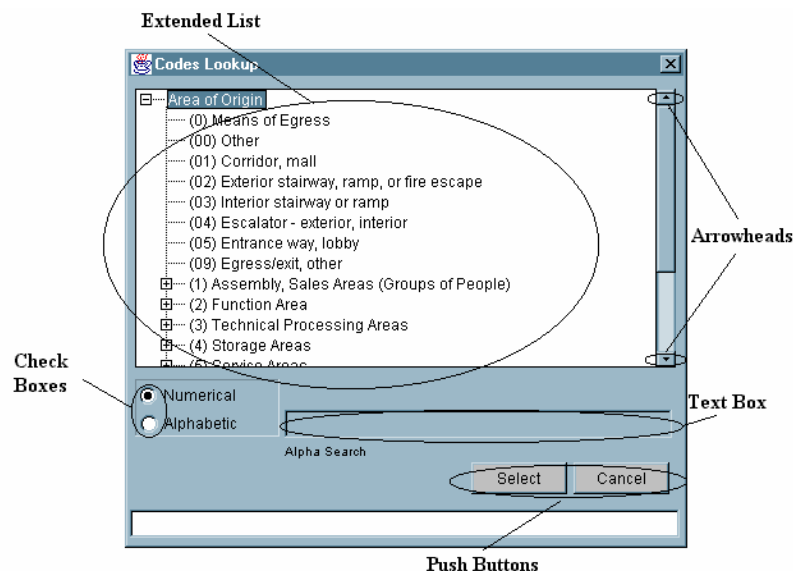 Extended List
Codes Lookup
Area of Origin
(0) Means of Egress
(00) Other
(01) Corridor, mall
(02) Exterior stairway, ramp, or fire escape
(03) Interior stairway or ramp
(04) Escalator - exterior, interior
(05) Entrance way, lobby
(09) Egress/exit, other
(1) Assembly, Sales Areas (Groups of People)
(2) Function Area
(3) Technical Processing Areas
(4) Storage Areas
(5) Service Areas
Arrowheads
Check
Boxes
Numerical
Alphabetic
Text Box
Alpha Search
Select Cancel
Push Buttons